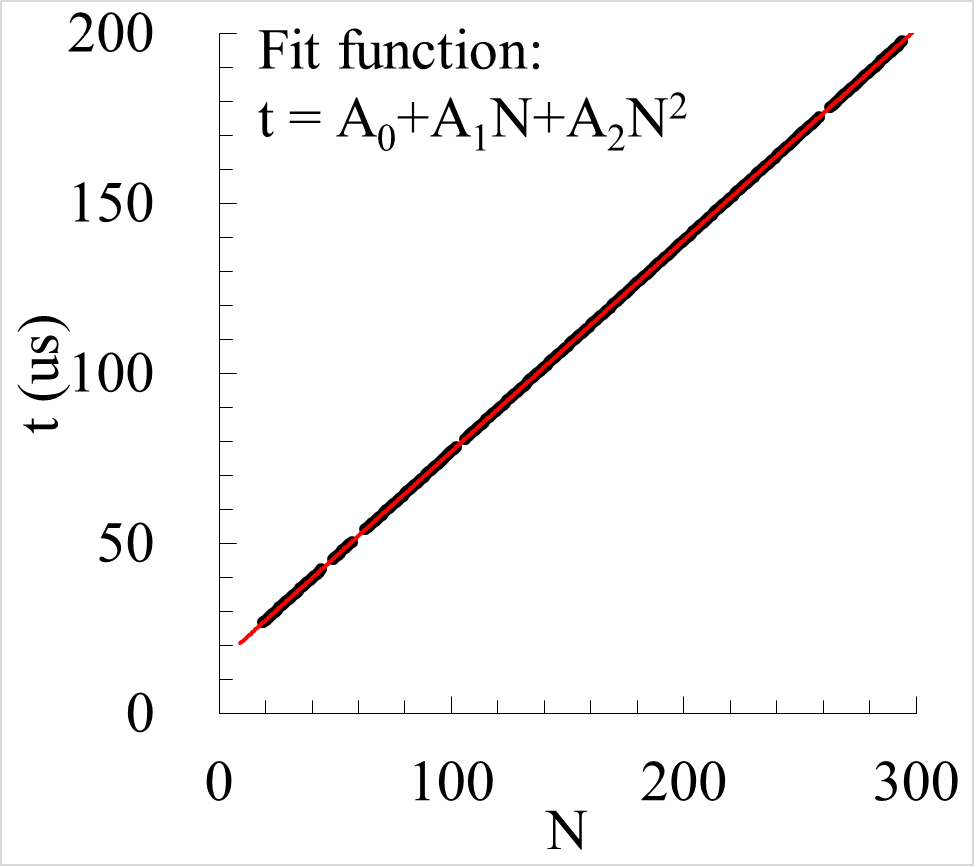 200
Fit function:
t = A₀+A₁N+A₂N²
150
t (us)
100
50
0
0 100 200 300
N